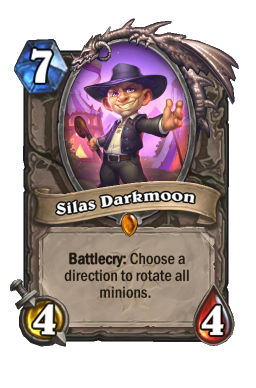 7
Silas Darkmoon
Battlecry: Choose a
direction to rotate all
minions.
4
4